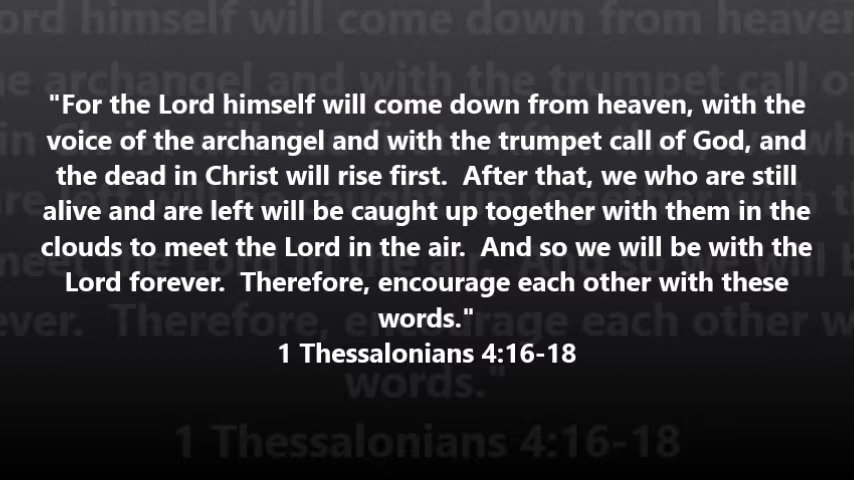 "For the Lord himself will come down from heaven, with the
voice of the archangel and with the trumpet call of God, and
the dead in Christ will rise first.  After that, we who are still
alive and are left will be caught up together with them in the
clouds to meet the Lord in the air.  And so we will be with the
Lord forever.  Therefore, encourage each other with these
words."
1 Thessalonians 4:16-18